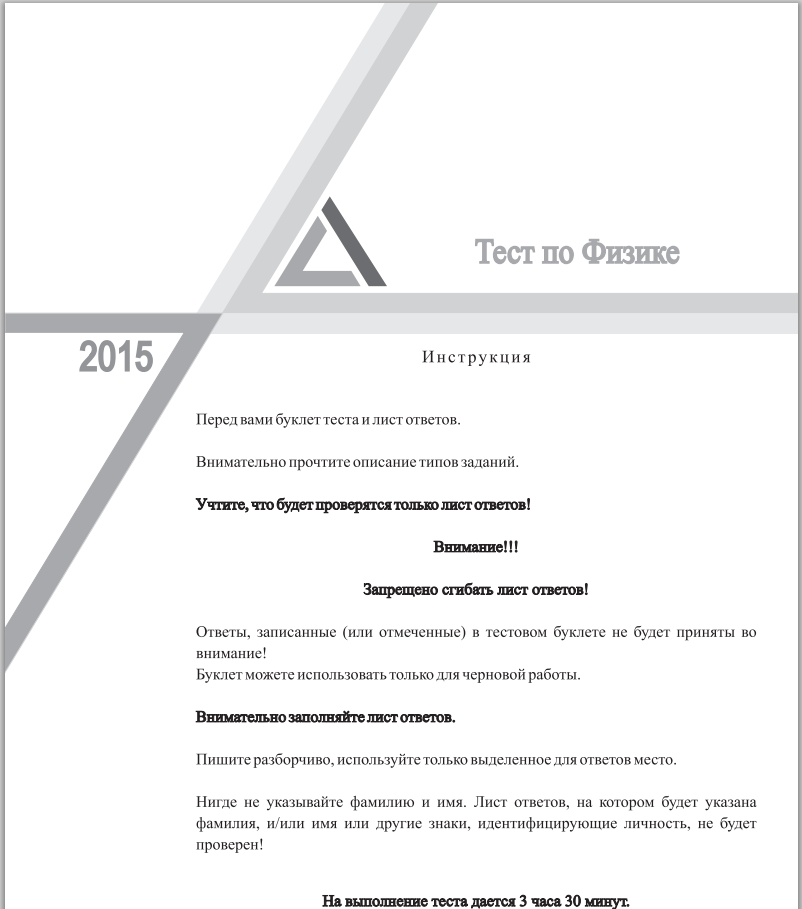 Тест по Физике
2015
Инструкция
Перед вами буклет теста и лист ответов.
Внимательно прочтите описание типов заданий.
Учтите, что будет проверятся только лист ответов!
Внимание!!!
Запрещено сгибать лист ответов!
Ответы, записанные (или отмеченные) в тестовом буклете не будет приняты во
внимание!
Буклет можете использовать только для черновой работы.
Внимательно заполняйте лист ответов.
Пишите разборчиво, используйте только выделенное для ответов место.
Нигде не указывайте фамилию и имя. Лист ответов, на котором будет указана
фамилия, и/или имя или другие знаки, идентифицирующие личность, не будет
проверен!
На выполнение теста дается 3 часа 30 минут.